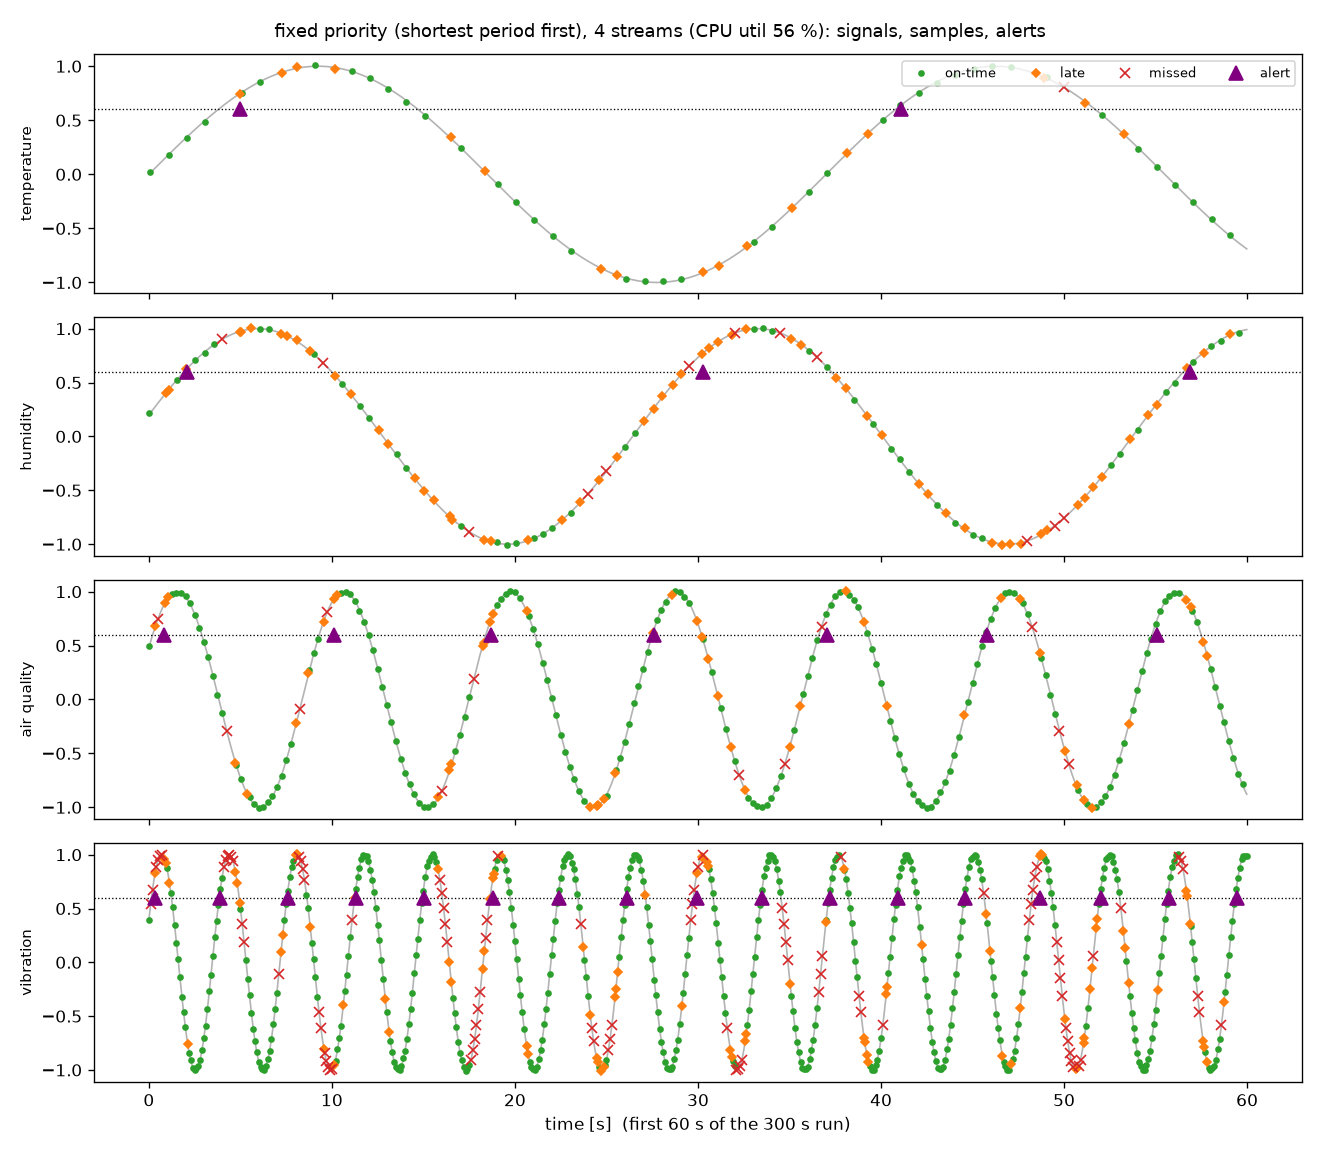 fixed priority (shortest period first), 4 streams (CPU util 56 %): signals, samples, alerts
on-time late missed alert
temperature
1.0
0.5
0.0
−0.5
−1.0
humidity
1.0
0.5
0.0
−0.5
−1.0
air quality
1.0
0.5
0.0
−0.5
−1.0
vibration
1.0
0.5
0.0
−0.5
−1.0
0 10 20 30 40 50 60
time [s]  (first 60 s of the 300 s run)